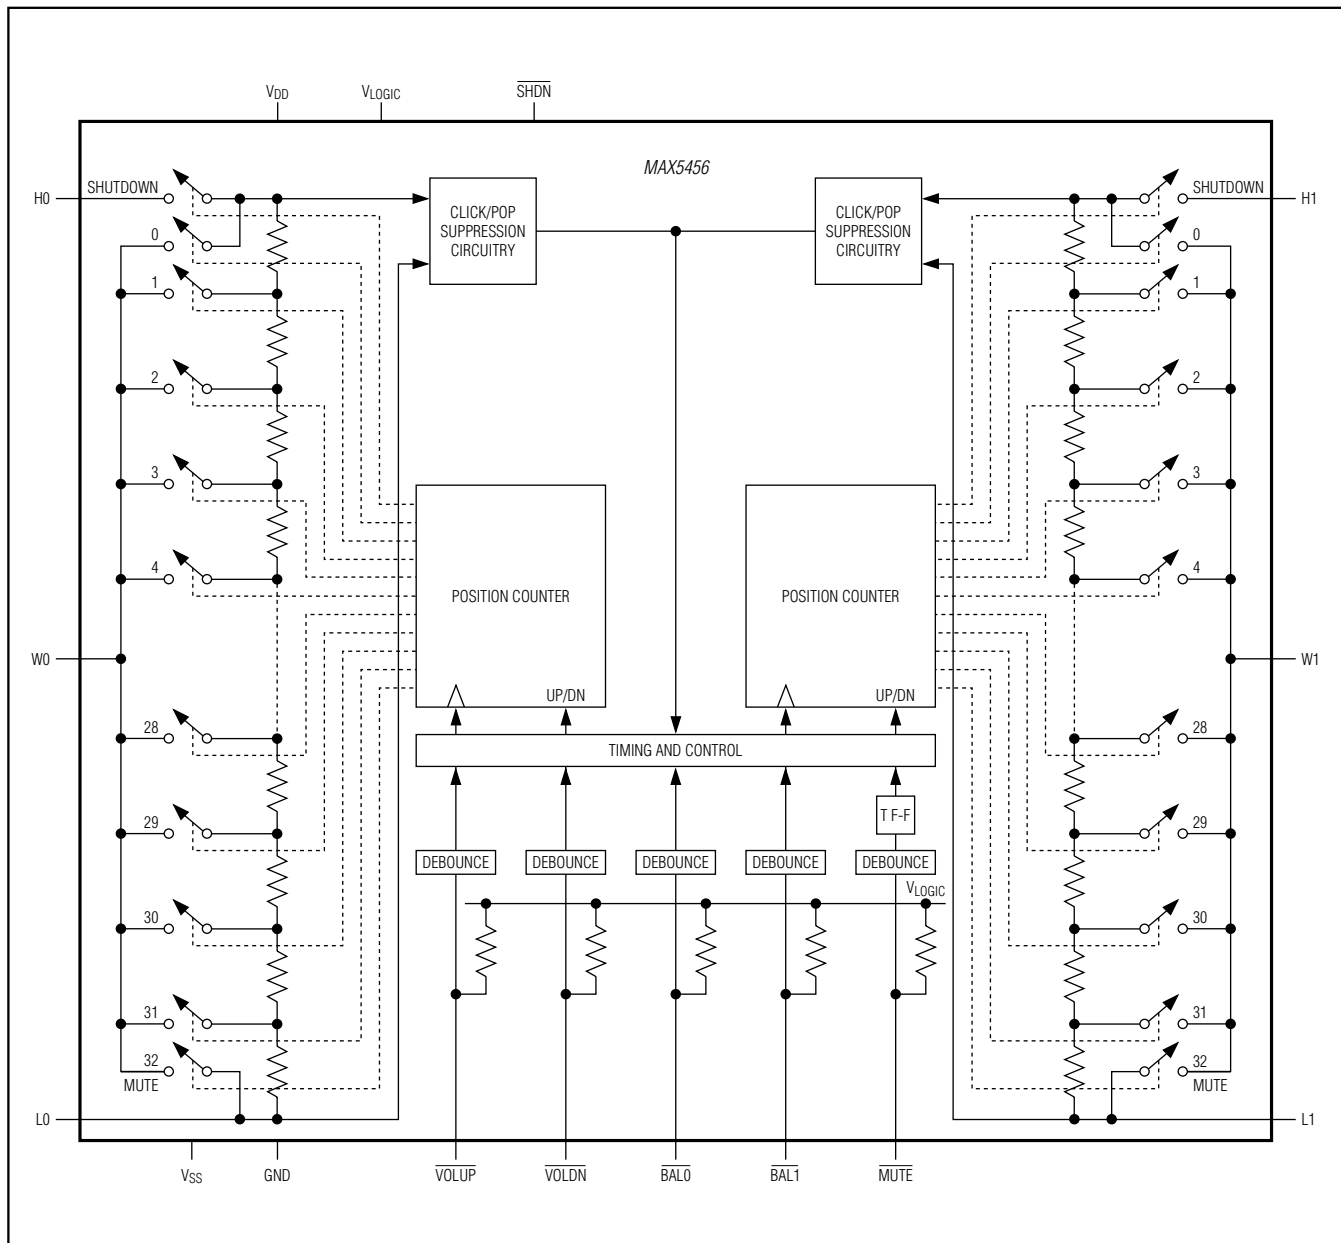 VDD VLOGIC SHDN
MAX5456
H0 SHUTDOWN
CLICK/POP
SUPPRESSION
CIRCUITRY
CLICK/POP
SUPPRESSION
CIRCUITRY
SHUTDOWN H1
0
1
2
3
4
0
1
2
3
4
POSITION COUNTER
UP/DN
POSITION COUNTER
UP/DN
W0
W1
TIMING AND CONTROL
T F-F
DEBOUNCE
DEBOUNCE
DEBOUNCE
DEBOUNCE
DEBOUNCE
VLOGIC
28
29
30
31
32
MUTE
28
29
30
31
32
MUTE
L0
L1
VSS GND VOLUP VOLDN BAL0 BAL1 MUTE